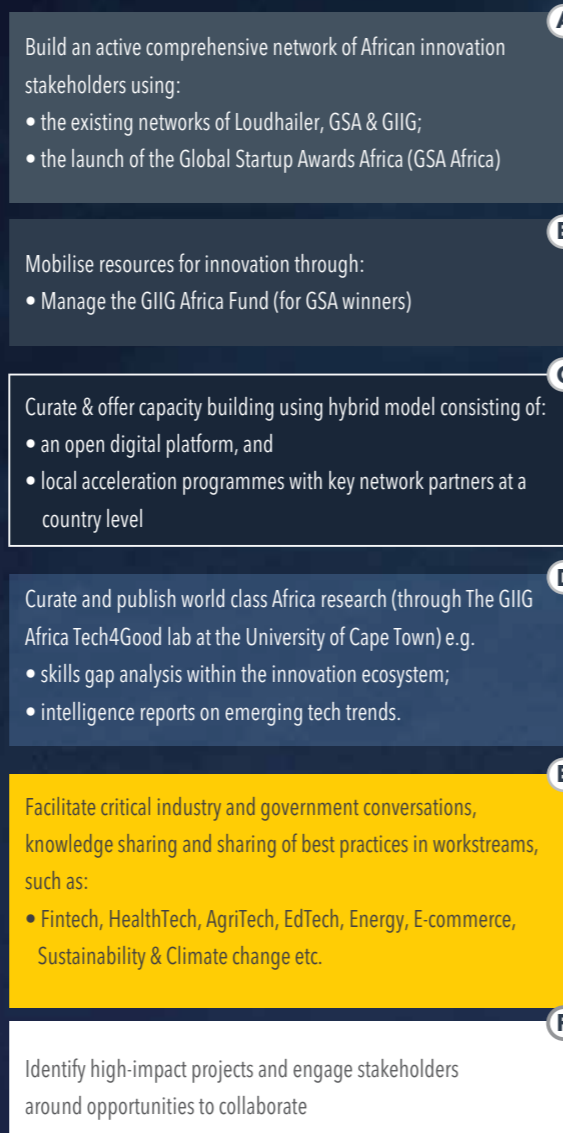 A
Build an active comprehensive network of African innovation
stakeholders using:
• the existing networks of Loudhailer, GSA & GIIG;
• the launch of the Global Startup Awards Africa (GSA Africa)
B
Mobilise resources for innovation through:
• Manage the GIIG Africa Fund (for GSA winners)
C
Curate & offer capacity building using hybrid model consisting of:
• an open digital platform, and
• local acceleration programmes with key network partners at a
country level
D
Curate and publish world class Africa research (through The GIIG
Africa Tech4Good lab at the University of Cape Town) e.g.
• skills gap analysis within the innovation ecosystem;
• intelligence reports on emerging tech trends.
E
Facilitate critical industry and government conversations,
knowledge sharing and sharing of best practices in workstreams,
such as:
• Fintech, HealthTech, AgriTech, EdTech, Energy, E-commerce,
Sustainability & Climate change etc.
F
Identify high-impact projects and engage stakeholders
around opportunities to collaborate